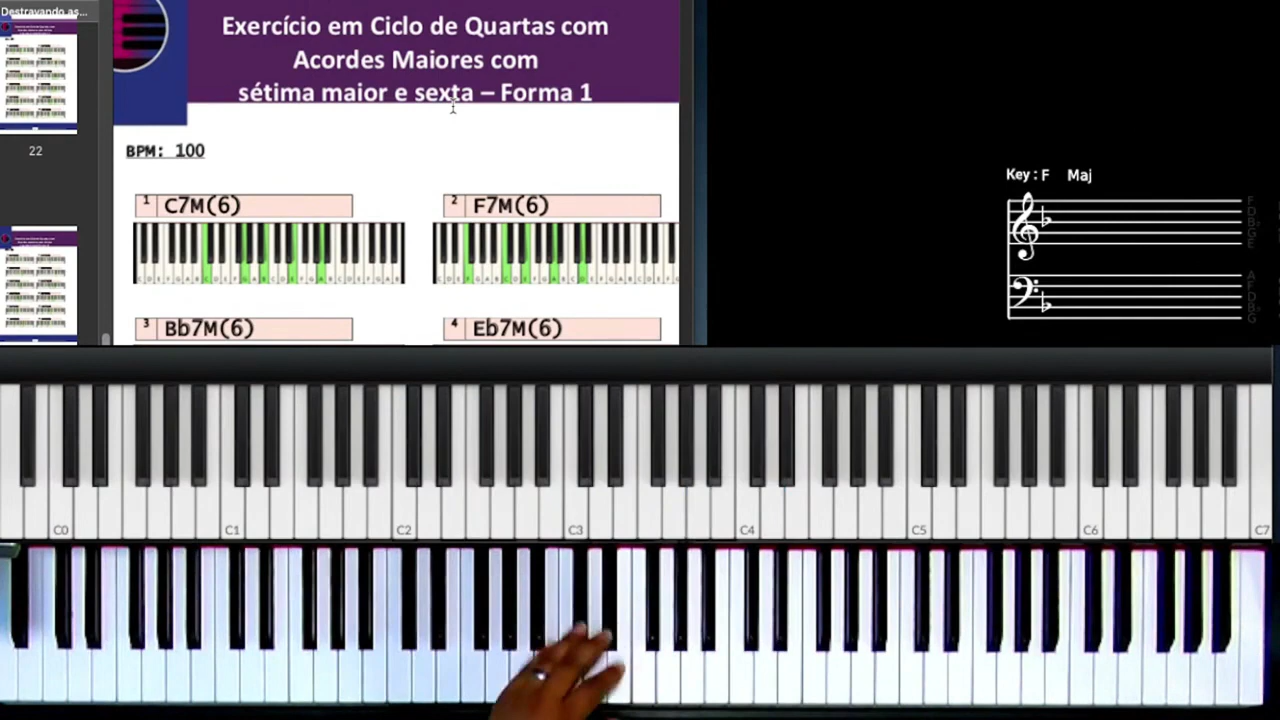 Destravando as...
Exercício em Ciclo de Quartas com
Acordes Maiores com
sétima maior e sexta – Forma 1
22
BPM: 100
1 C7M(6)
2 F7M(6)
3 Bb7M(6)
4 Eb7M(6)
Key: F Maj
F
D
B♭
G
E
A
F
D
B♭
G
C0 C1 C2 C3 C4 C5 C6 C7